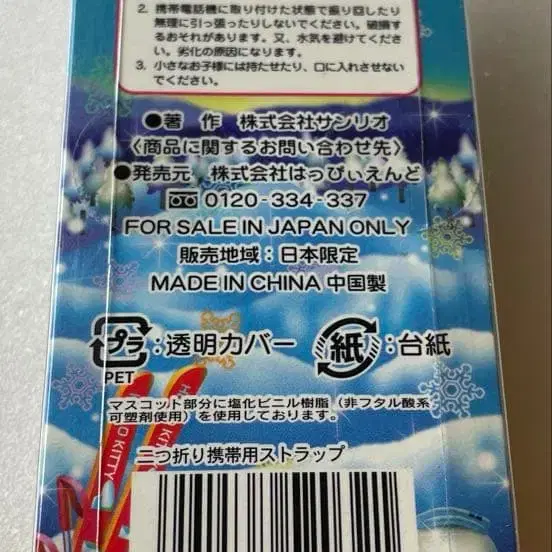 2. 携帯電話機に取り付けた状態で振り回したり
無理に引っ張ったりしないでください。破損す
るおそれがあります。又、水気を避けてくださ
い。劣化の原因になります。
3. 小さなお子様には持たせたり、口に入れさせない
でください。
●著 作 株式会社サンリオ
〈商品に関するお問い合わせ先〉
●発売元 株式会社はっぴぃえんど
0120-334-337
FOR SALE IN JAPAN ONLY
販売地域：日本限定
MADE IN CHINA 中国製
プラ：透明カバー 紙：台紙
PET
マスコット部分に塩化ビニル樹脂（非フタル酸系
可塑剤使用）を使用しております。
KITTY
KITTY
二つ折り携帯用ストラップ